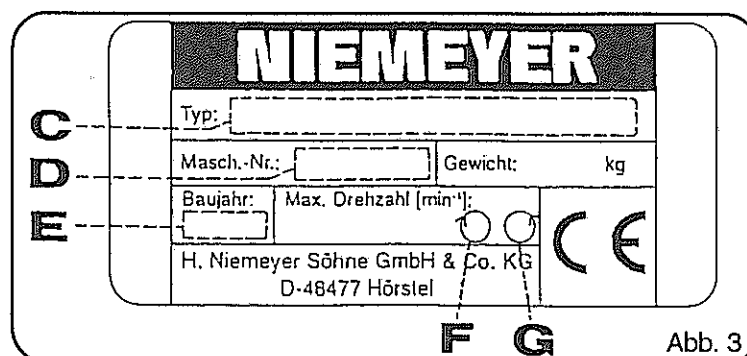 NIEMEYER
C
Typ:
D
Masch.-Nr.:
Gewicht: kg
E
Baujahr:
Max. Drehzahl [min⁻¹]:
CE
H. Niemeyer Söhne GmbH & Co. KG
D-48477 Hörstel
F G
Abb. 3